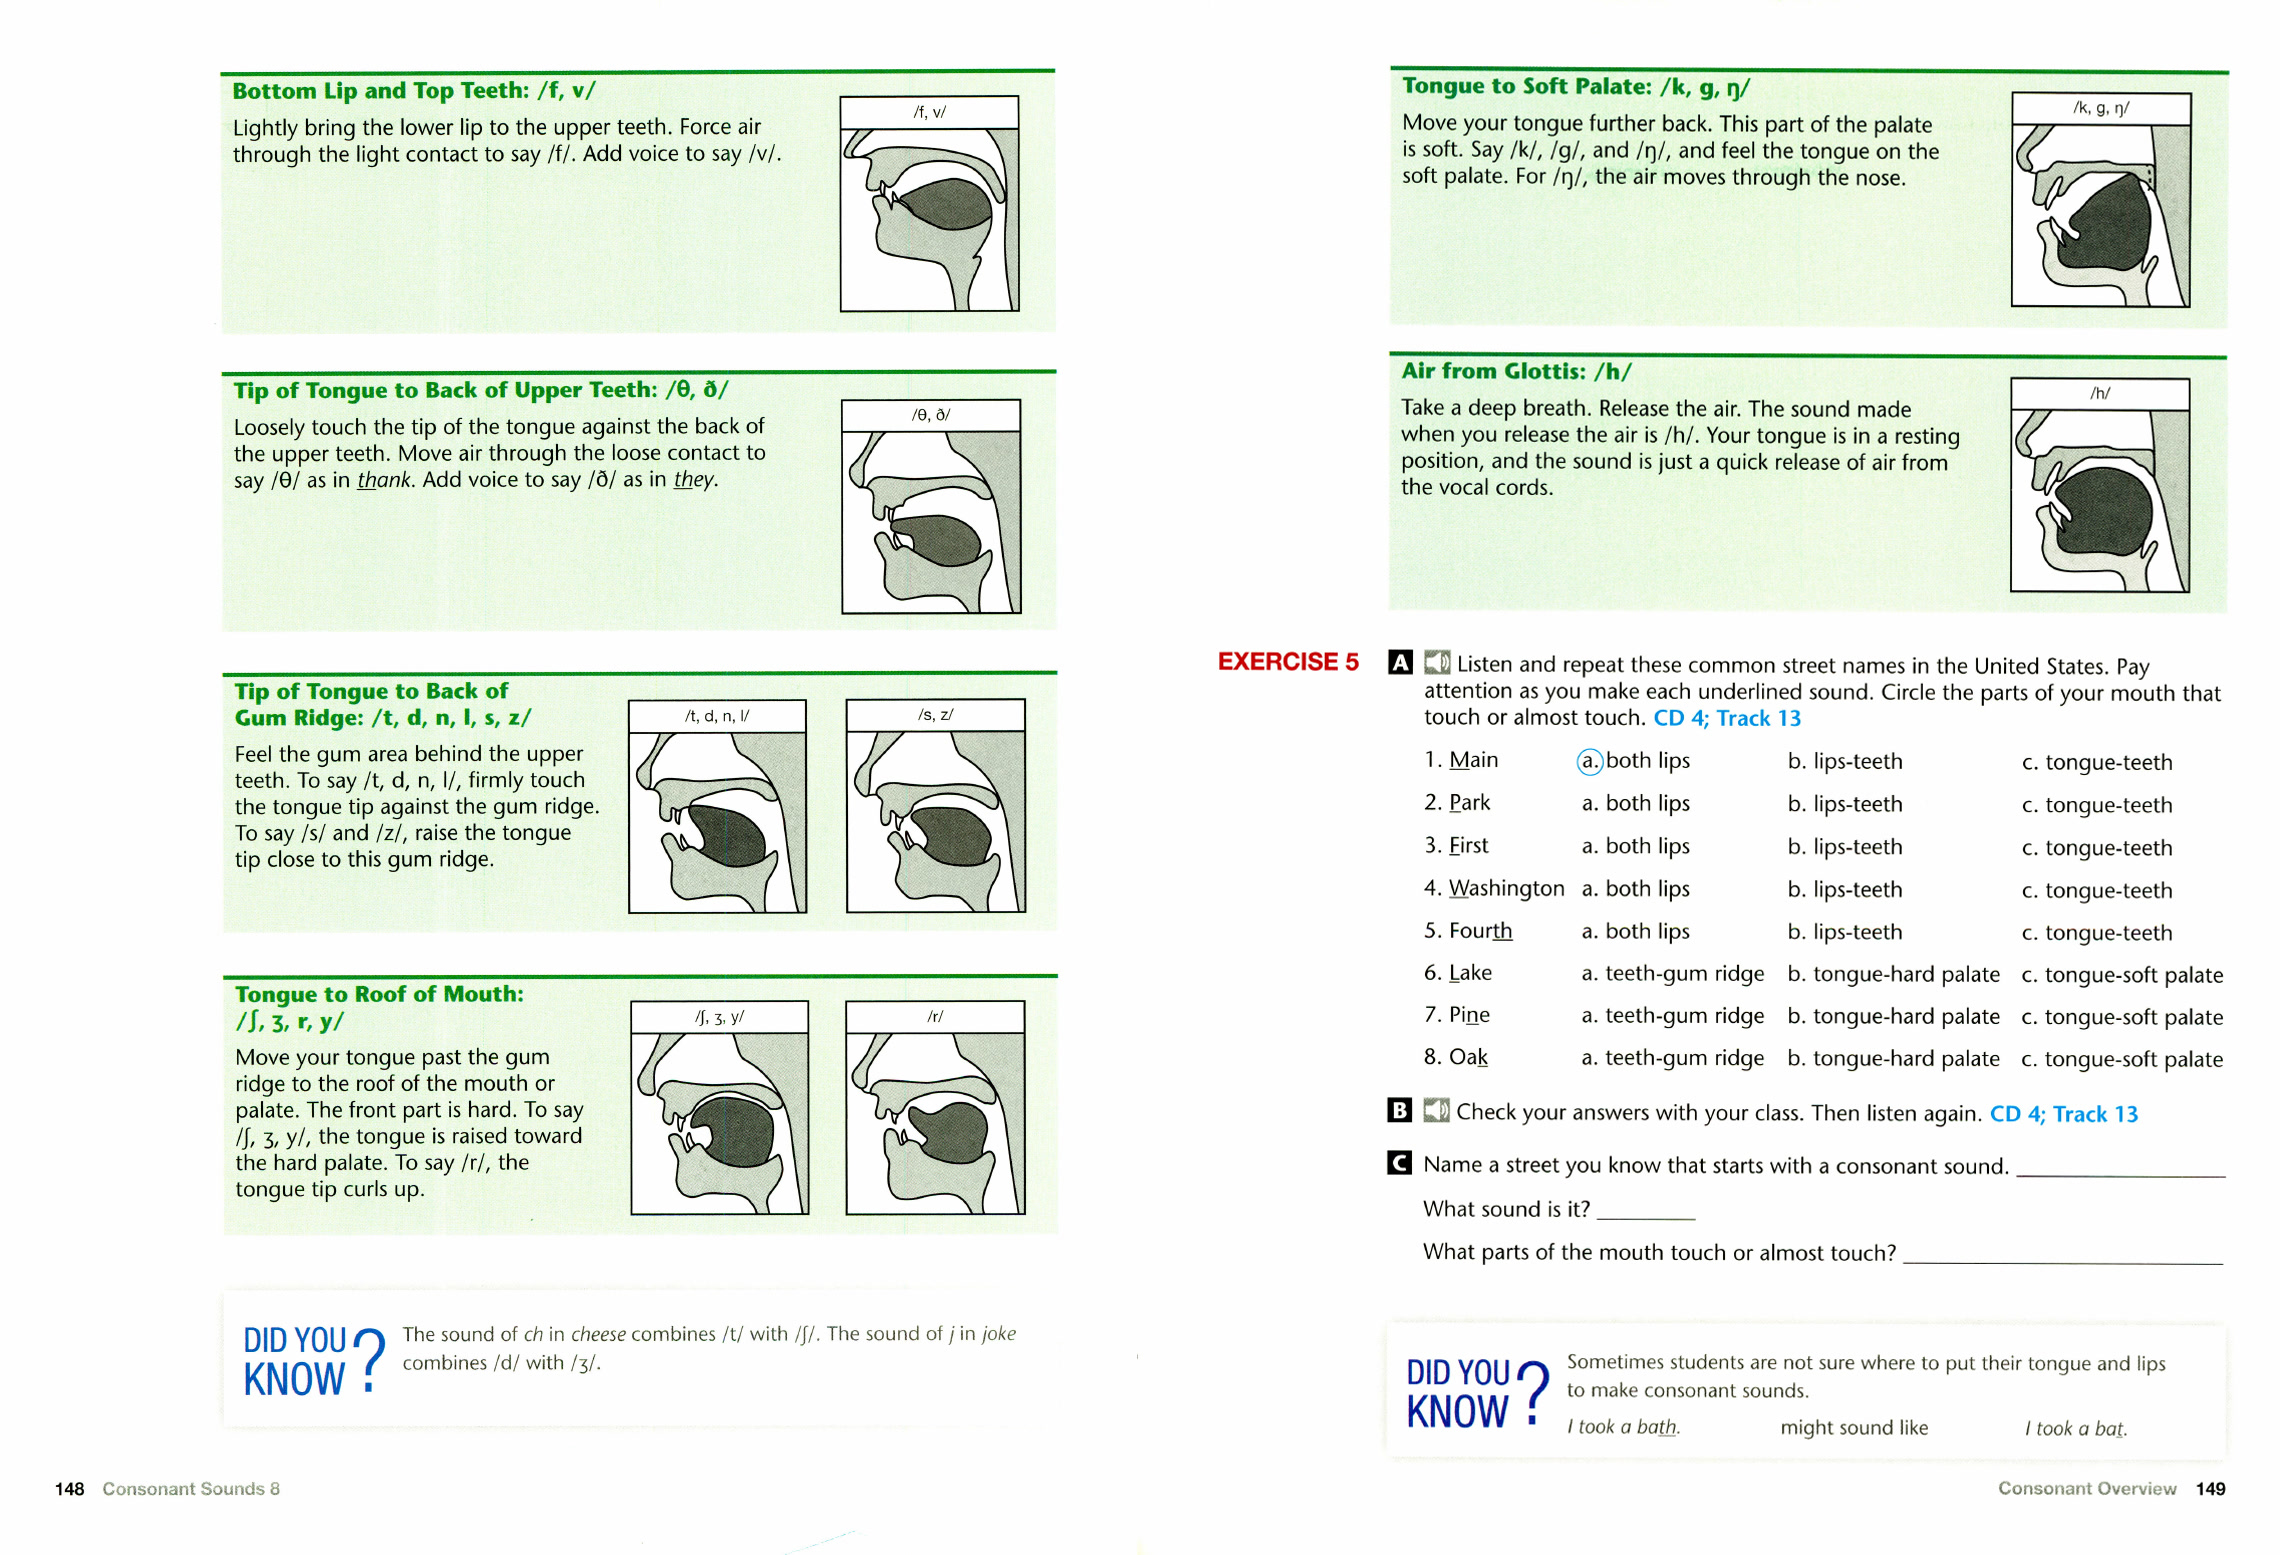 Bottom Lip and Top Teeth: /f, v/
Lightly bring the lower lip to the upper teeth. Force air
through the light contact to say /f/. Add voice to say /v/.
/f, v/
Tip of Tongue to Back of Upper Teeth: /θ, ð/
Loosely touch the tip of the tongue against the back of
the upper teeth. Move air through the loose contact to
say /θ/ as in thank. Add voice to say /ð/ as in they.
/θ, ð/
Tip of Tongue to Back of
Gum Ridge: /t, d, n, l, s, z/
Feel the gum area behind the upper
teeth. To say /t, d, n, l/, firmly touch
the tongue tip against the gum ridge.
To say /s/ and /z/, raise the tongue
tip close to this gum ridge.
/t, d, n, l/
/s, z/
Tongue to Roof of Mouth:
/ʃ, ʒ, r, y/
Move your tongue past the gum
ridge to the roof of the mouth or
palate. The front part is hard. To say
/ʃ, ʒ, y/, the tongue is raised toward
the hard palate. To say /r/, the
tongue tip curls up.
/ʃ, ʒ, y/
/r/
DID YOU KNOW?
The sound of ch in cheese combines /t/ with /ʃ/. The sound of j in joke
combines /d/ with /ʒ/.
148 Consonant Sounds 8
Tongue to Soft Palate: /k, g, ŋ/
Move your tongue further back. This part of the palate
is soft. Say /k/, /g/, and /ŋ/, and feel the tongue on the
soft palate. For /ŋ/, the air moves through the nose.
/k, g, ŋ/
Air from Glottis: /h/
Take a deep breath. Release the air. The sound made
when you release the air is /h/. Your tongue is in a resting
position, and the sound is just a quick release of air from
the vocal cords.
/h/
EXERCISE 5 A Listen and repeat these common street names in the United States. Pay
attention as you make each underlined sound. Circle the parts of your mouth that
touch or almost touch. CD 4; Track 13
1. Main a. both lips b. lips-teeth c. tongue-teeth
2. Park a. both lips b. lips-teeth c. tongue-teeth
3. First a. both lips b. lips-teeth c. tongue-teeth
4. Washington a. both lips b. lips-teeth c. tongue-teeth
5. Fourth a. both lips b. lips-teeth c. tongue-teeth
6. Lake a. teeth-gum ridge b. tongue-hard palate c. tongue-soft palate
7. Pine a. teeth-gum ridge b. tongue-hard palate c. tongue-soft palate
8. Oak a. teeth-gum ridge b. tongue-hard palate c. tongue-soft palate
B Check your answers with your class. Then listen again. CD 4; Track 13
C Name a street you know that starts with a consonant sound.
What sound is it?
What parts of the mouth touch or almost touch?
DID YOU KNOW?
Sometimes students are not sure where to put their tongue and lips
to make consonant sounds.
I took a bath. might sound like I took a bat.
Consonant Overview 149